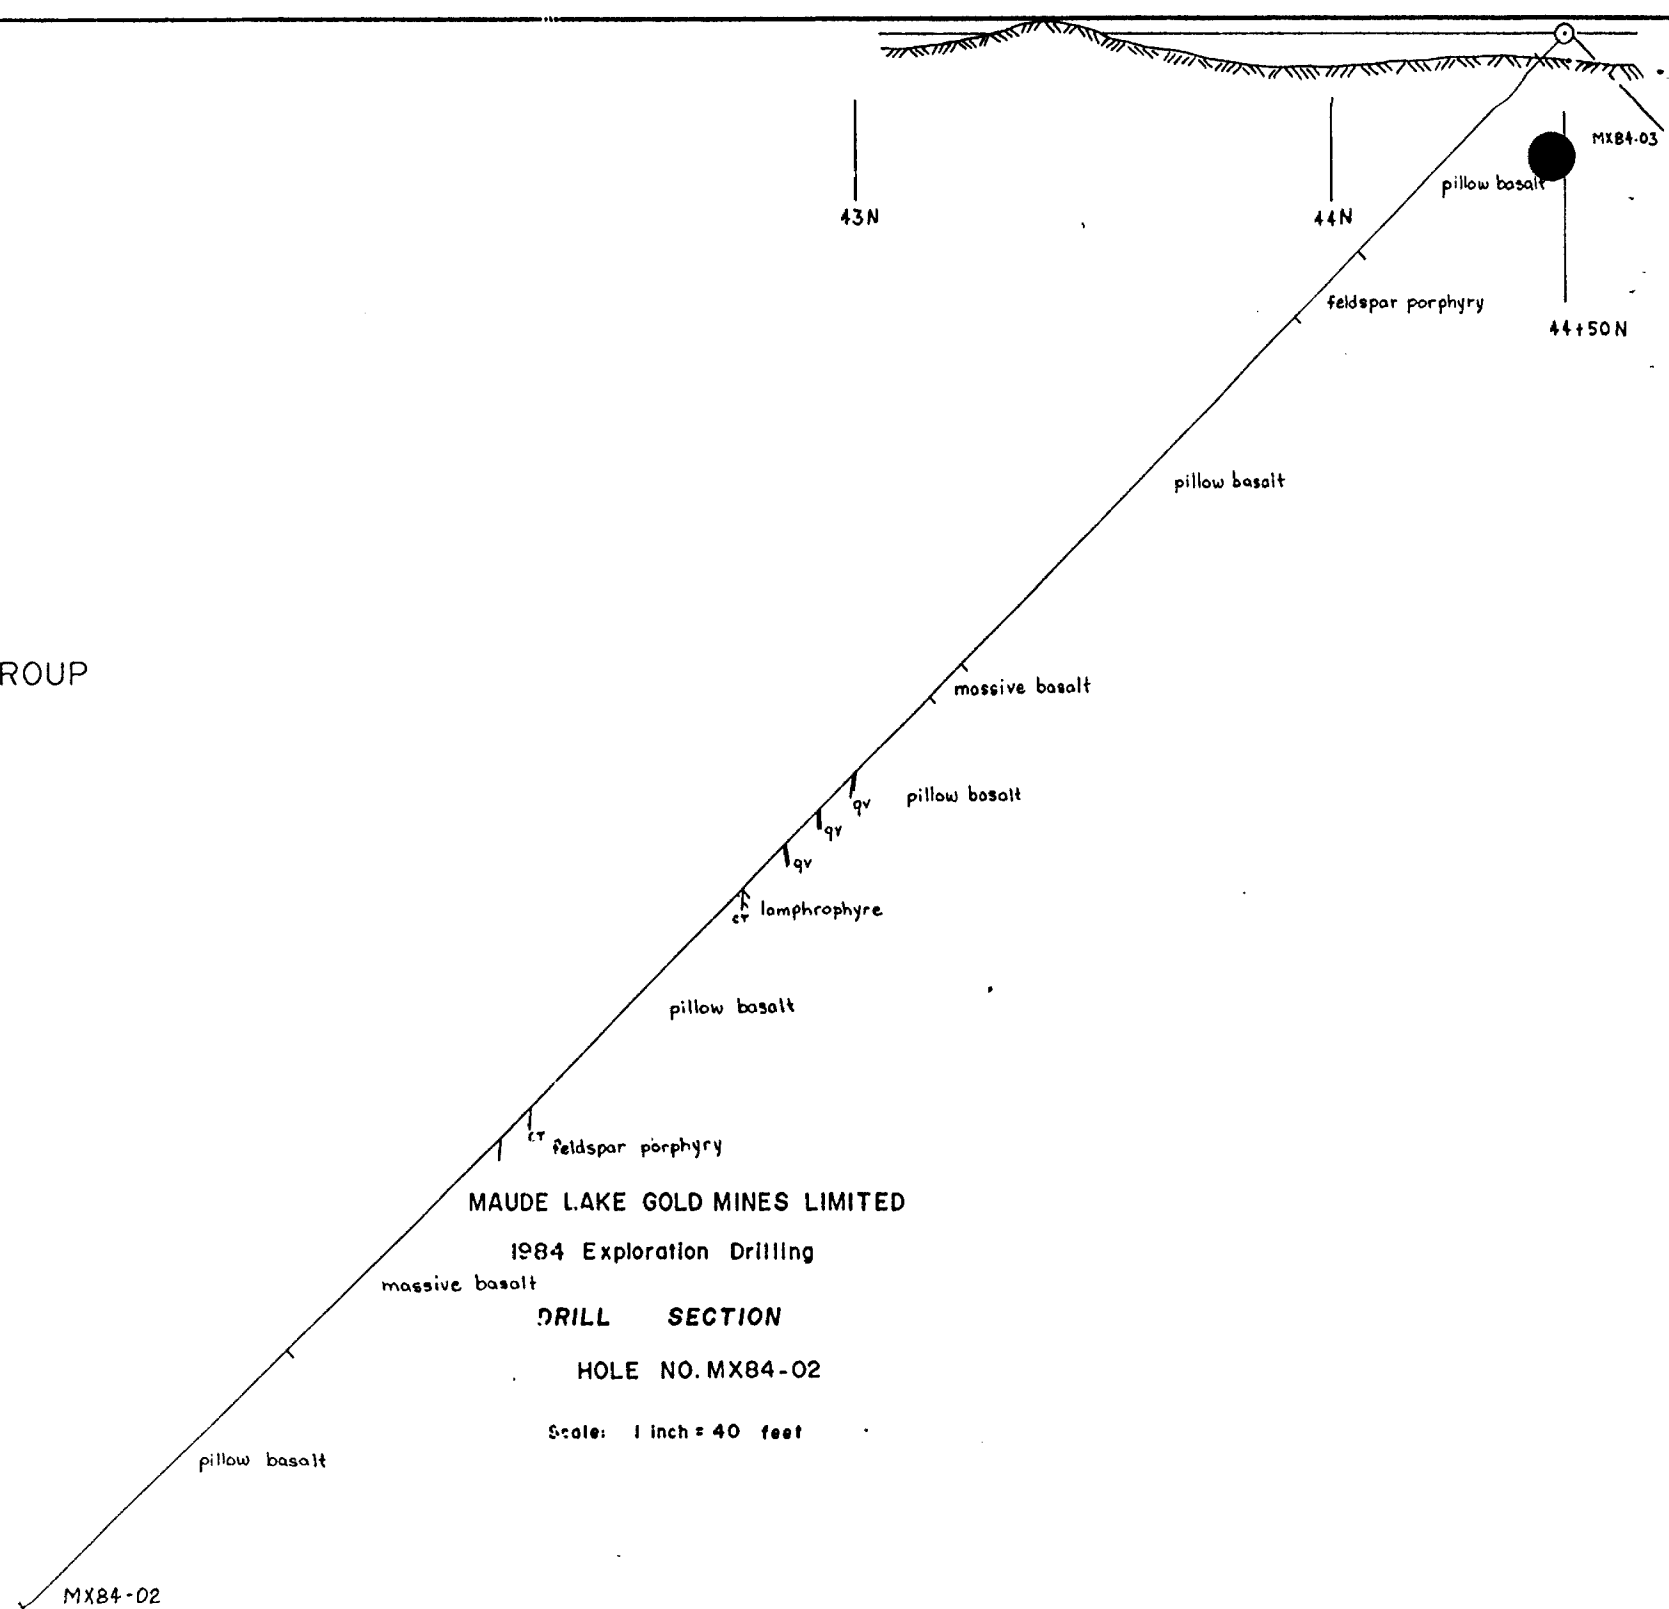 MX84-03
pillow basalt
43N
44N
feldspar porphyry
44+50N
pillow basalt
ROUP
massive basalt
pillow basalt
qv
qv
qv
lamphrophyre
CT
pillow basalt
CT
feldspar porphyry
MAUDE LAKE GOLD MINES LIMITED
1984 Exploration Drilling
massive basalt
DRILL SECTION
HOLE NO. MX84-02
Scale: 1 inch = 40 feet
pillow basalt
MX84-02